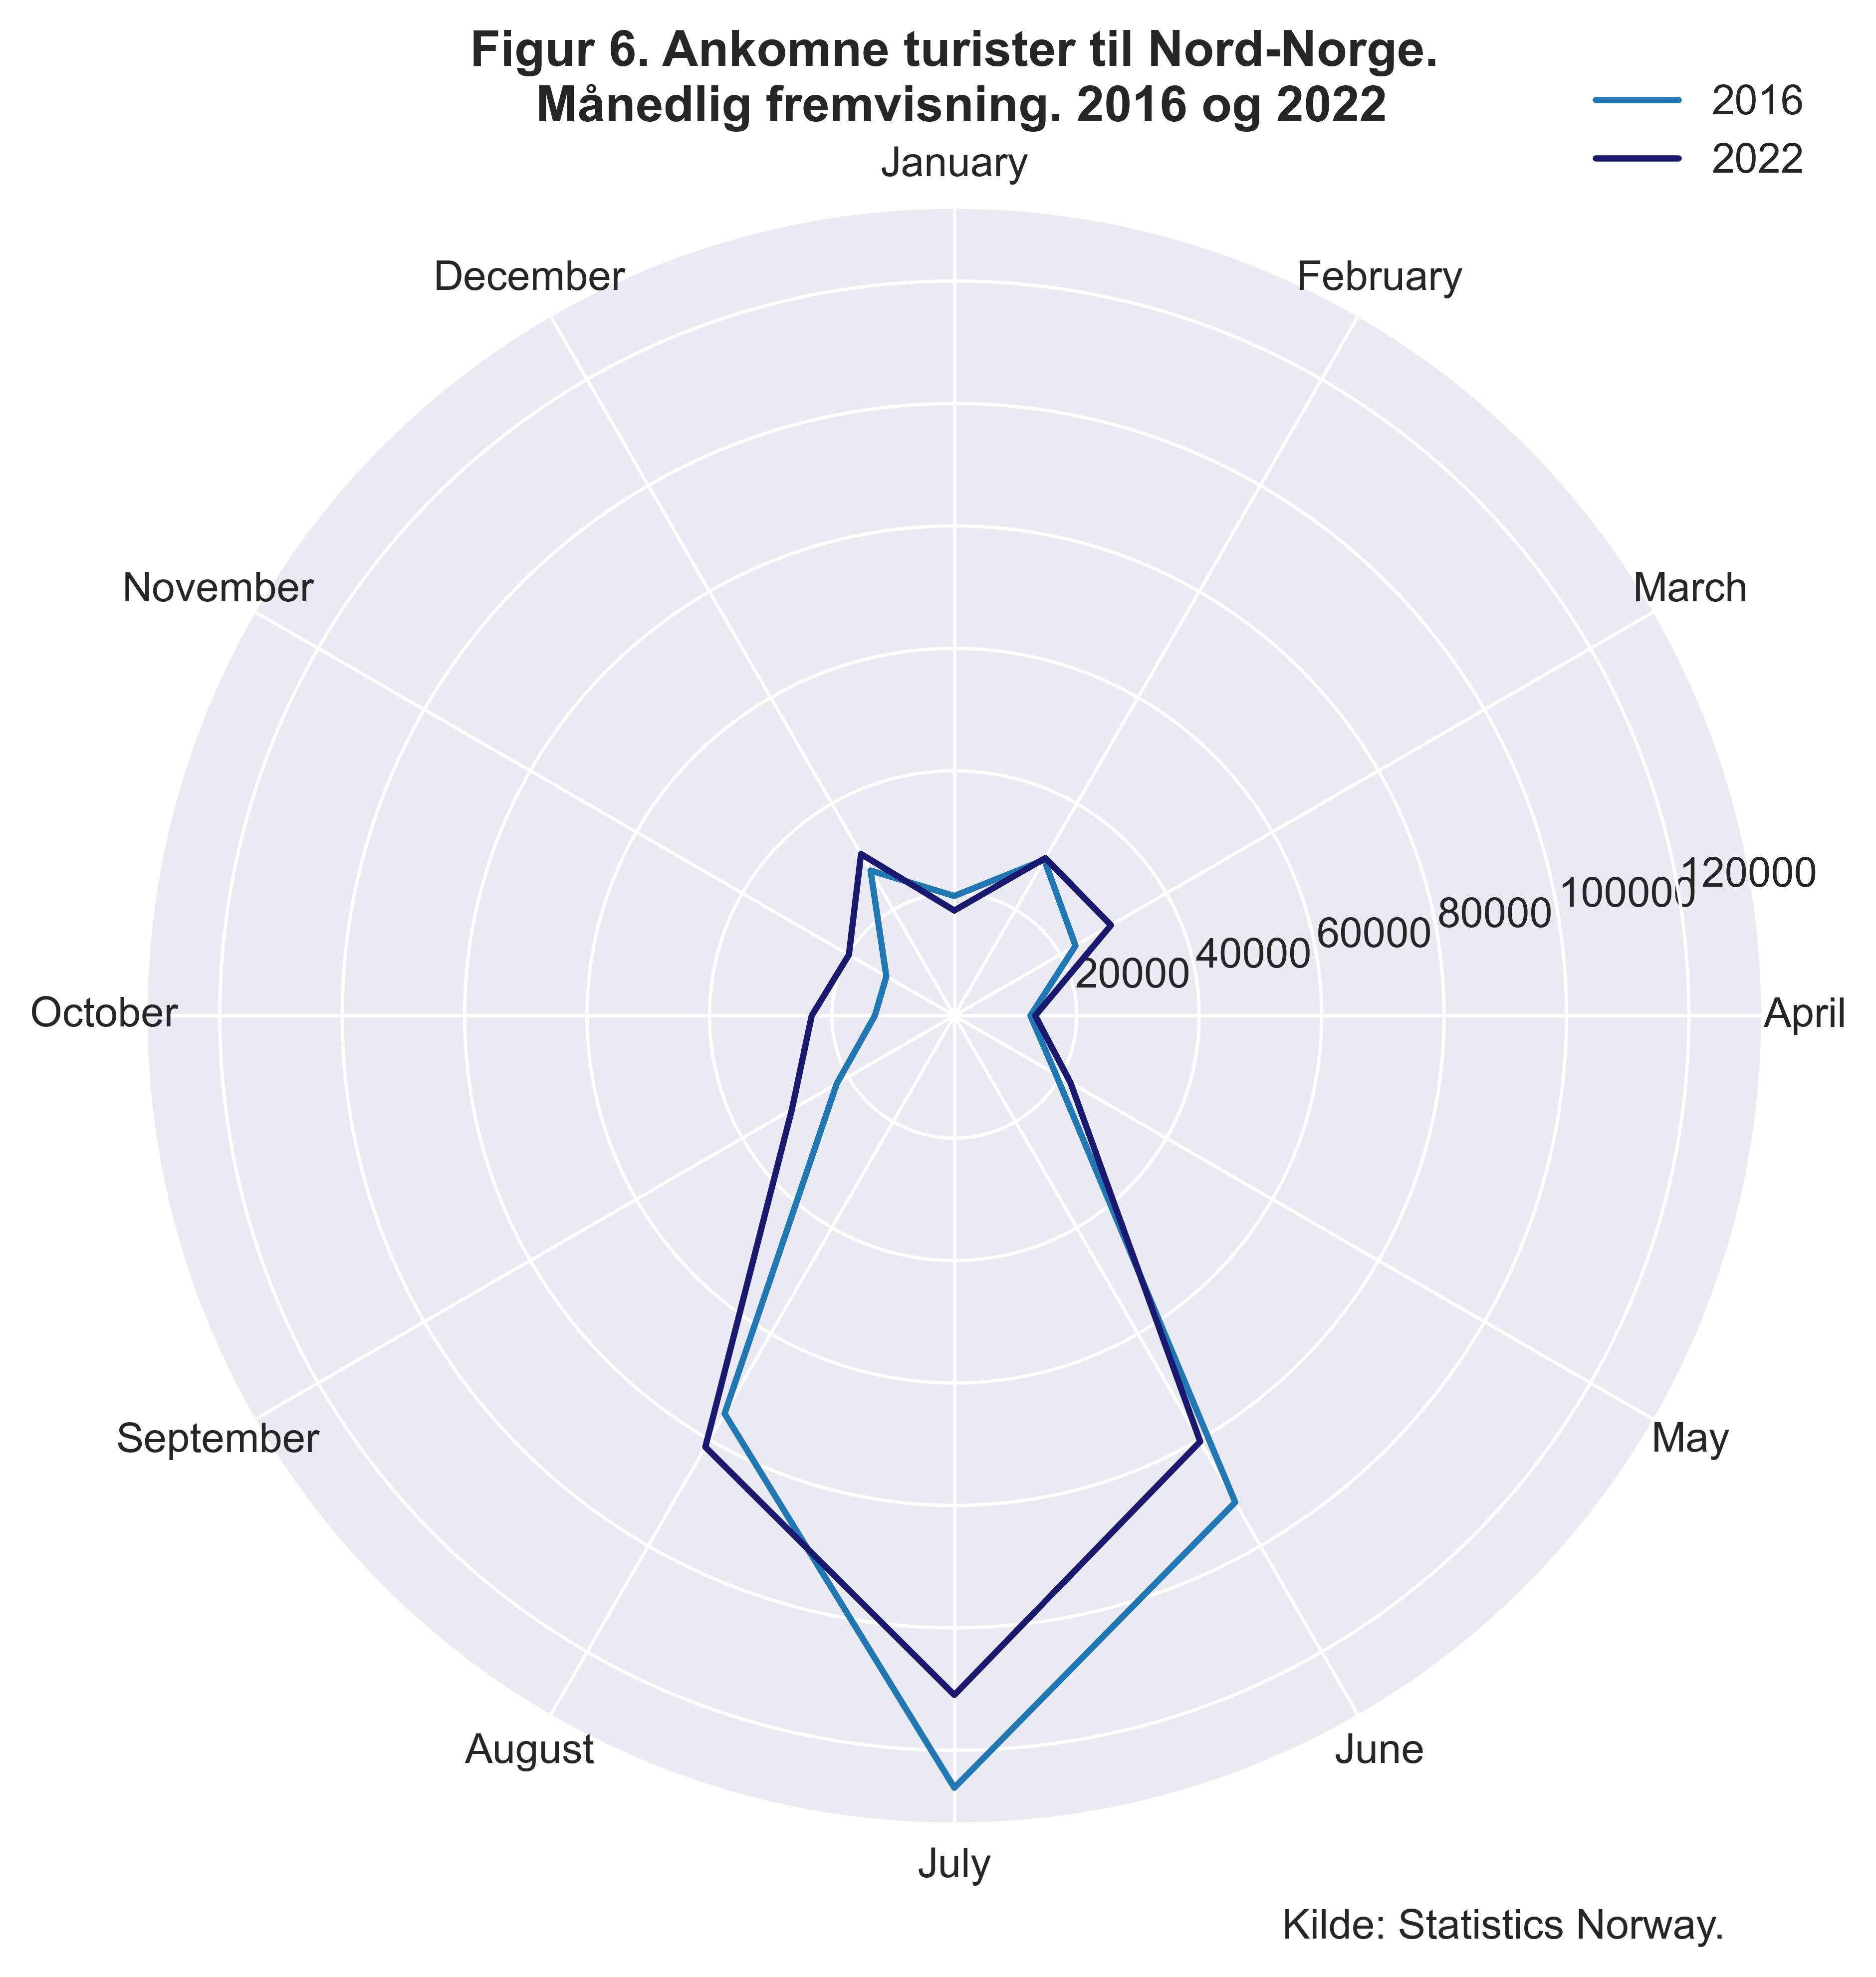 Figur 6. Ankomne turister til Nord-Norge.
Månedlig fremvisning. 2016 og 2022
2016
2022
January
February
March
April
May
June
July
August
September
October
November
December
20000
40000
60000
80000
100000
120000
Kilde: Statistics Norway.